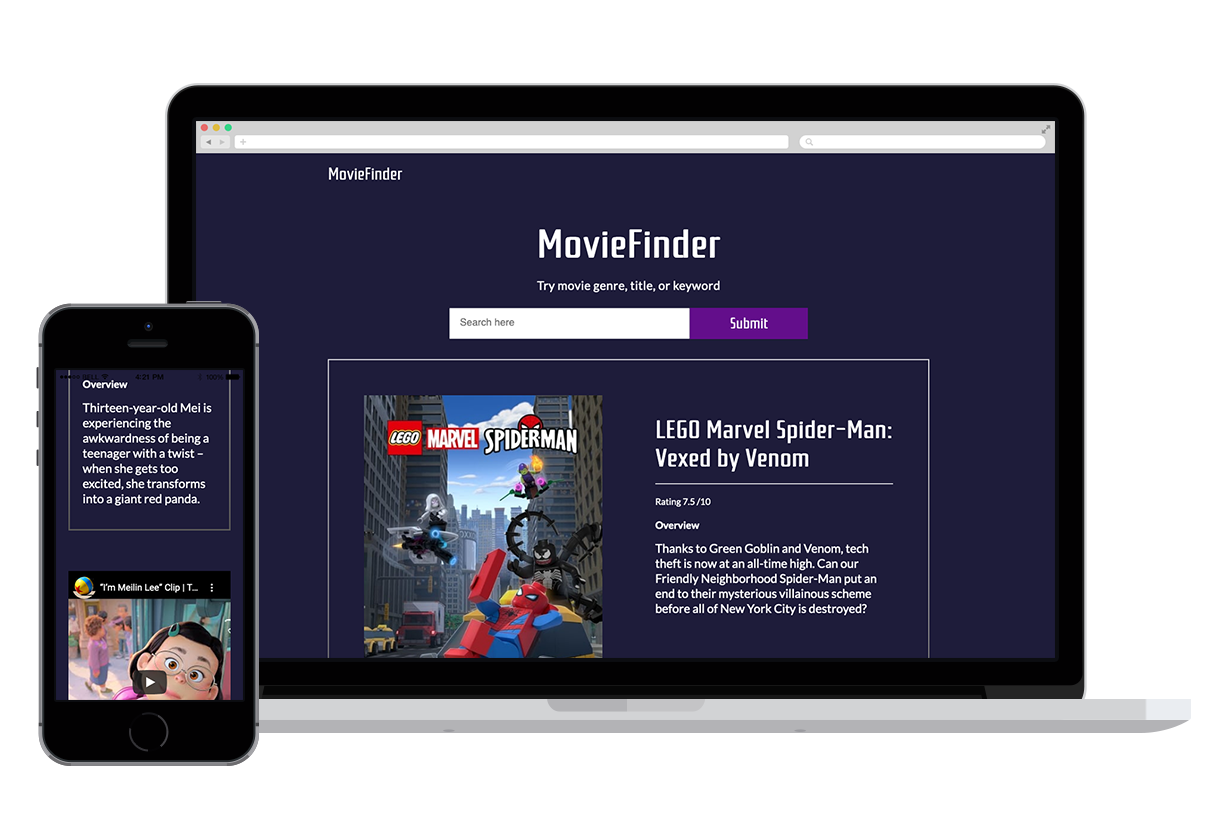 MovieFinder
MovieFinder
Try movie genre, title, or keyword
Search here
Submit
LEGO
MARVEL
SPIDER-MAN
LEGO Marvel Spider-Man:
Vexed by Venom
Rating 7.5 /10
Overview
Thanks to Green Goblin and Venom, tech
theft is now at an all-time high. Can our
Friendly Neighborhood Spider-Man put an
end to their mysterious villainous scheme
before all of New York City is destroyed?
BELL 4:21 PM 100%
Overview
Thirteen-year-old Mei is
experiencing the
awkwardness of being a
teenager with a twist –
when she gets too
excited, she transforms
into a giant red panda.
"I'm Meilin Lee" Clip | T...